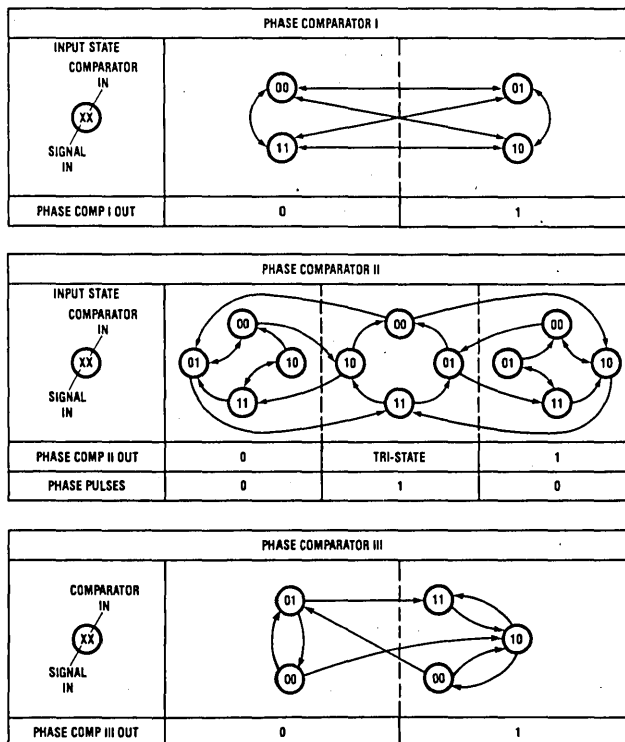 PHASE COMPARATOR I
INPUT STATE
COMPARATOR
IN
XX
SIGNAL
IN
00 01
11 10
PHASE COMP I OUT 0 1
PHASE COMPARATOR II
INPUT STATE
COMPARATOR
IN
XX
SIGNAL
IN
00 00 00
01 10 10 01 01 10
11 11 11
PHASE COMP II OUT 0 TRI-STATE 1
PHASE PULSES 0 1 0
PHASE COMPARATOR III
COMPARATOR
IN
XX
SIGNAL
IN
01 11
10
00 00
PHASE COMP III OUT 0 1